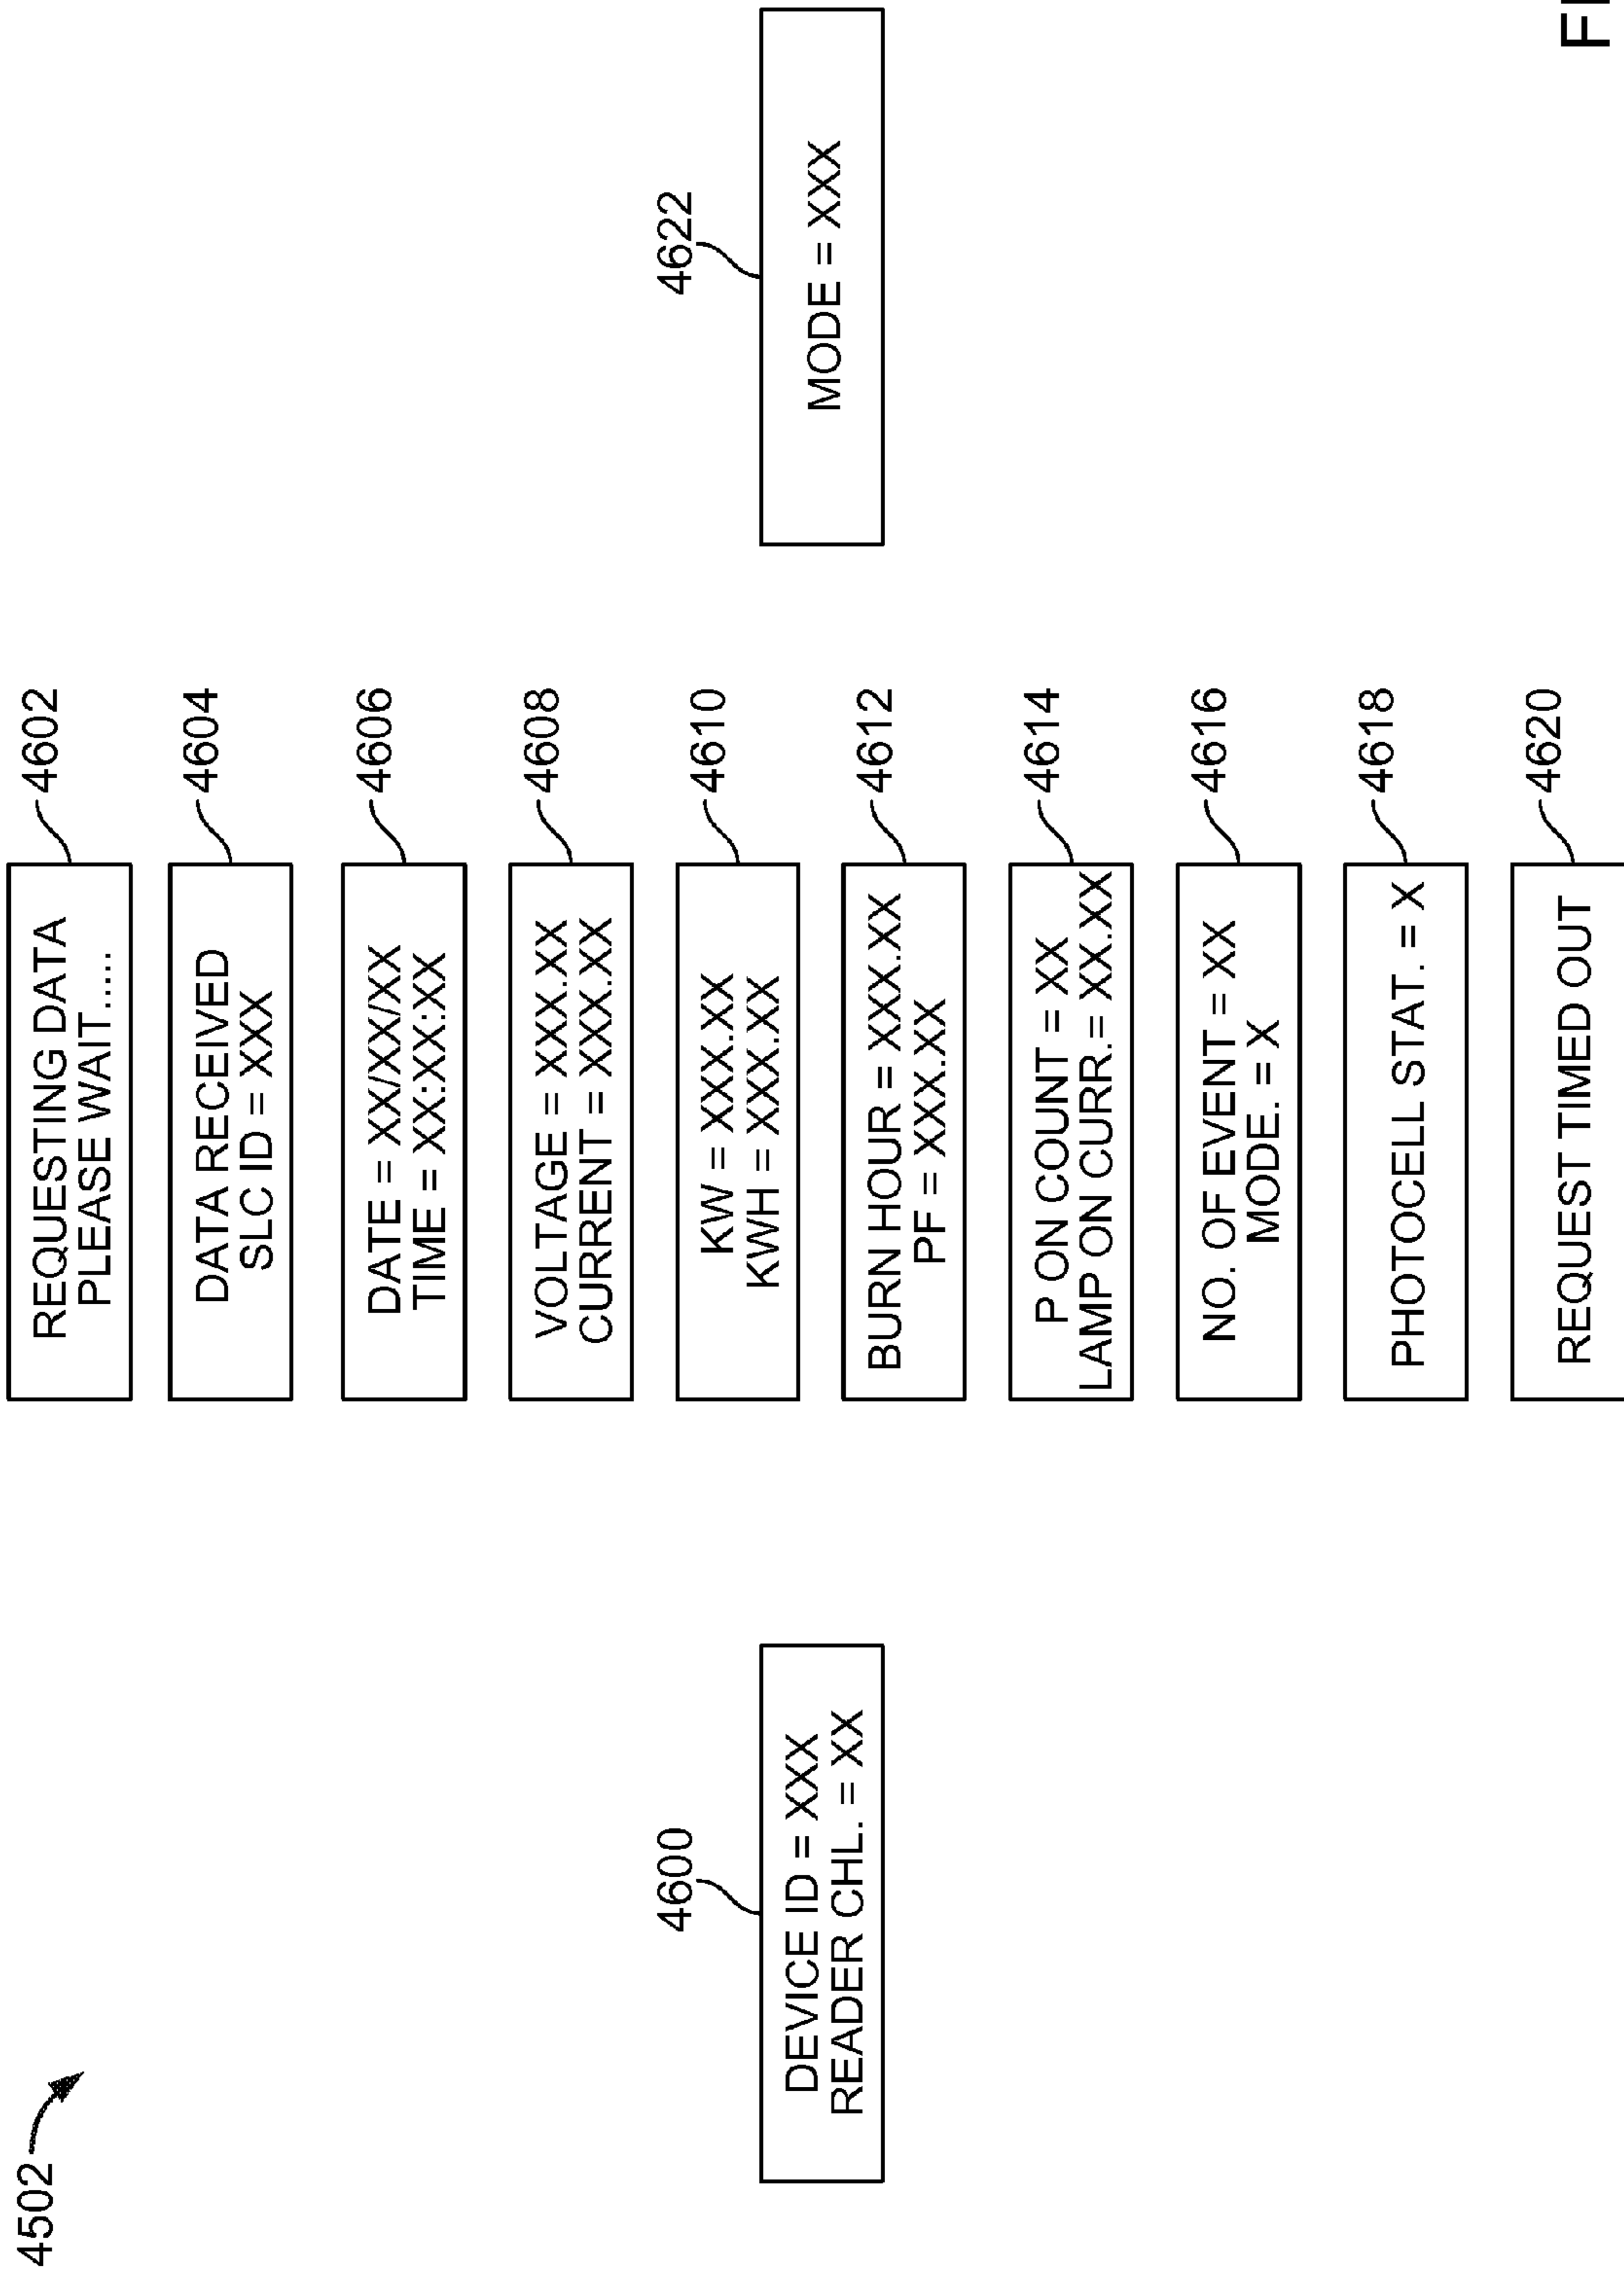 4502
4600
DEVICE ID = XXX
READER CHL. = XX
REQUESTING DATA
PLEASE WAIT.....
4602
DATA RECEIVED
SLC ID = XXX
4604
DATE = XX/XX/XX
TIME = XX:XX:XX
4606
VOLTAGE = XXX.XX
CURRENT = XXX.XX
4608
KW = XXX.XX
KWH = XXX.XX
4610
BURN HOUR = XXX.XX
PF = XXX.XX
4612
P ON COUNT = XX
LAMP ON CURR.= XX.XX
4614
NO. OF EVENT = XX
MODE. = X
4616
PHOTOCELL STAT. = X
4618
REQUEST TIMED OUT
4620
4622
MODE = XXX